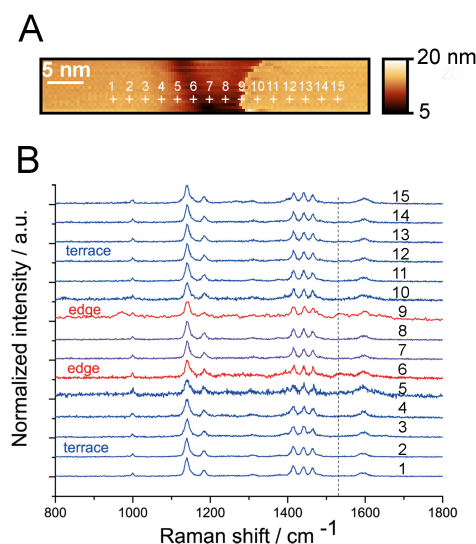 A
5 nm
1 2 3 4 5 6 7 8 9 10 11 12 13 14 15
20 nm
5
B
Normalized intensity / a.u.
15
14
13
terrace
12
11
10
edge
9
8
7
edge
6
5
4
3
terrace
2
1
800 1000 1200 1400 1600 1800
Raman shift / cm -1